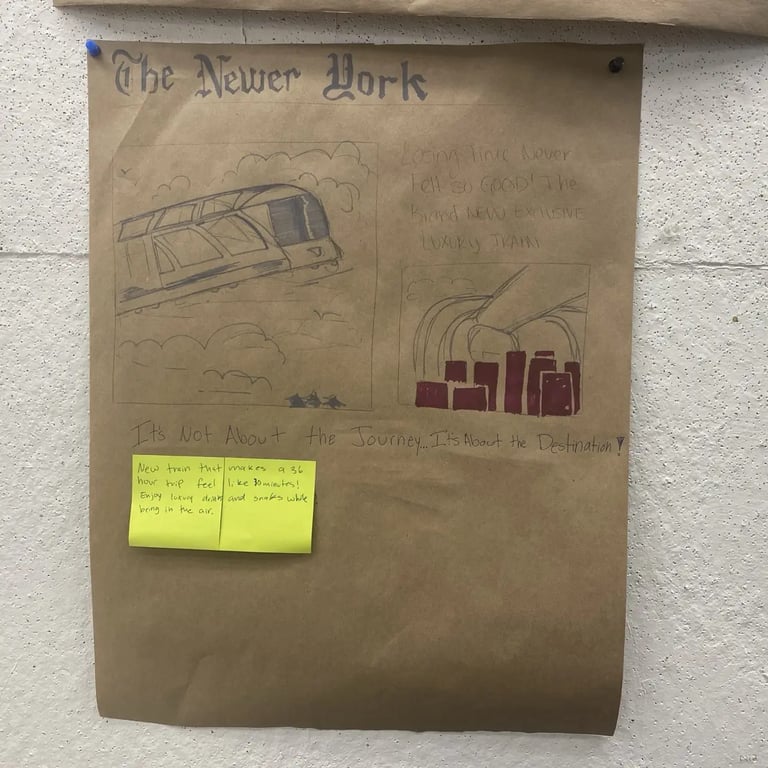 The Newer York
Losing Time Never
Felt so GOOD! The
Brand NEW EXCLUSIVE
LUXURY TRAIN
It's Not About the Journey... It's About the Destination!
New train that makes a 36
hour trip feel like 30 minutes!
Enjoy luxury drinks and snacks while
being in the air.